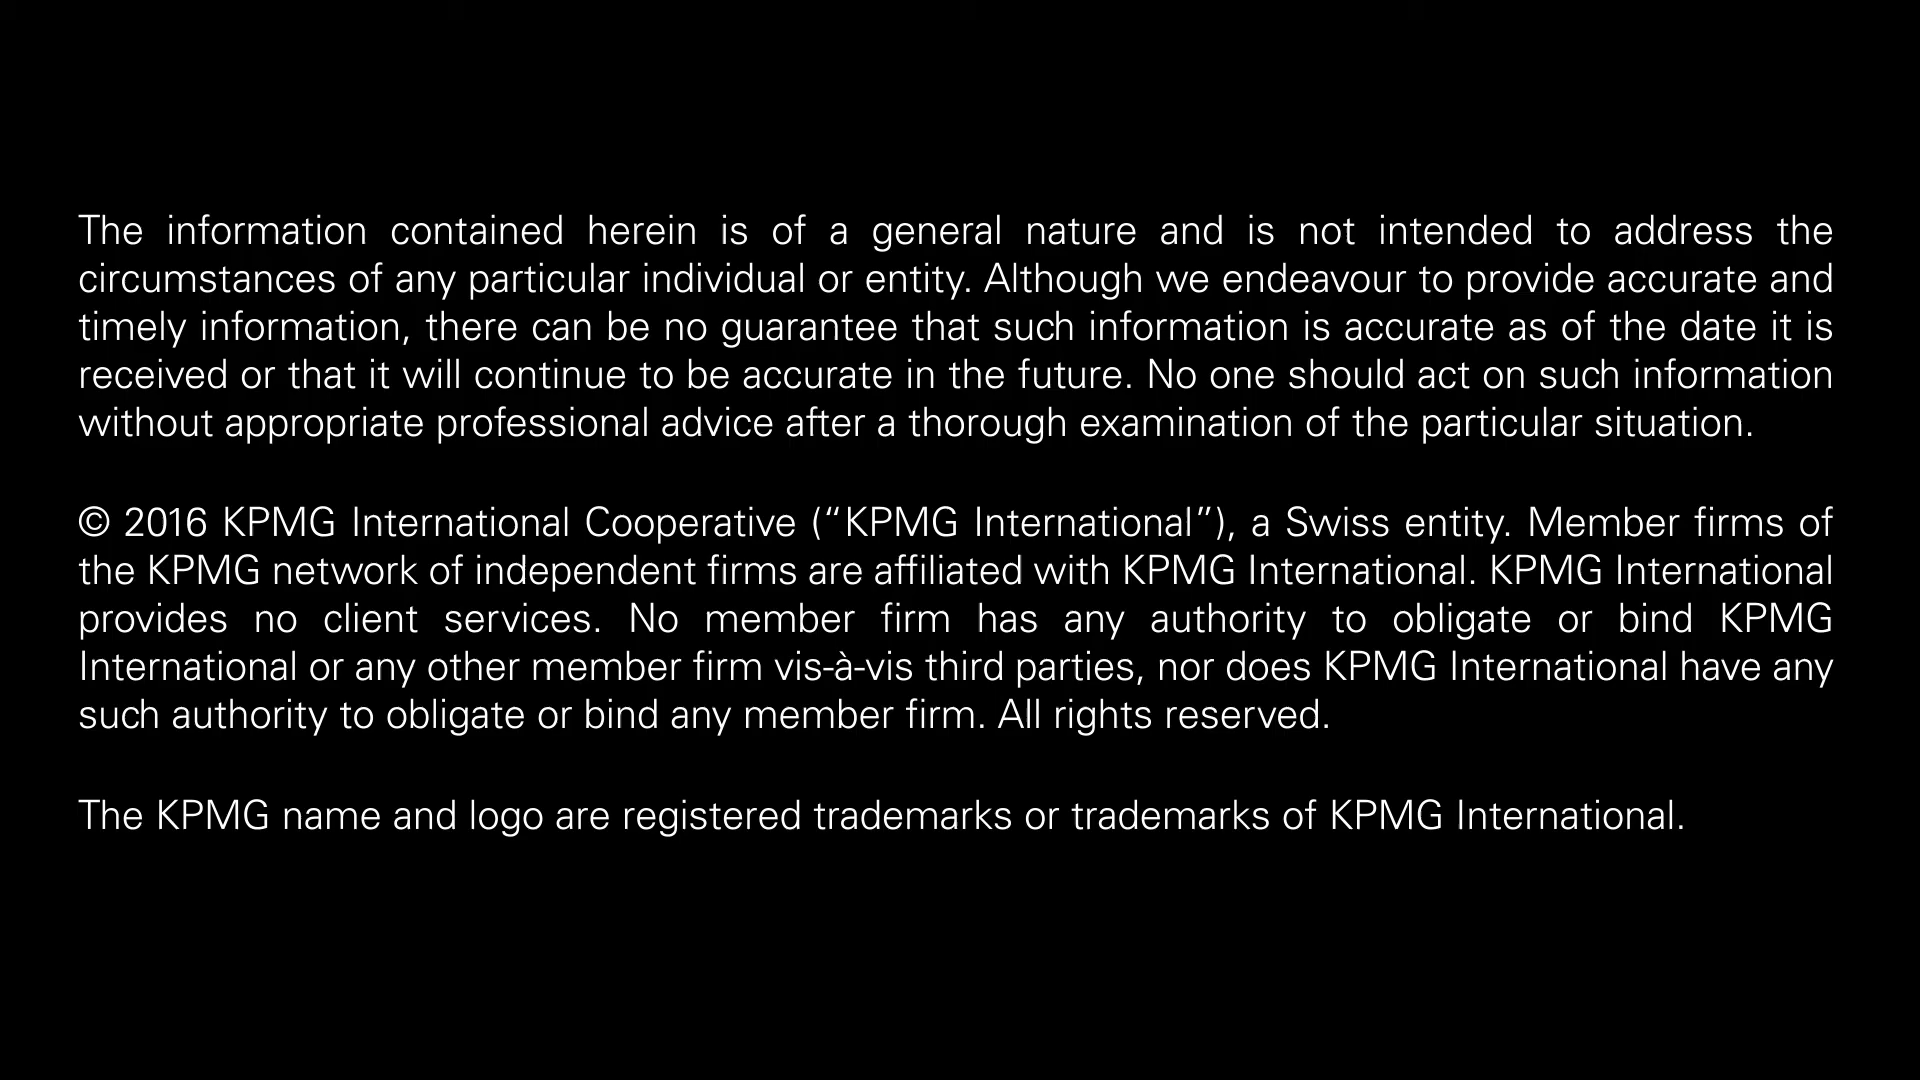 The information contained herein is of a general nature and is not intended to address the
circumstances of any particular individual or entity. Although we endeavour to provide accurate and
timely information, there can be no guarantee that such information is accurate as of the date it is
received or that it will continue to be accurate in the future. No one should act on such information
without appropriate professional advice after a thorough examination of the particular situation.
© 2016 KPMG International Cooperative (“KPMG International”), a Swiss entity. Member firms of
the KPMG network of independent firms are affiliated with KPMG International. KPMG International
provides no client services. No member firm has any authority to obligate or bind KPMG
International or any other member firm vis-à-vis third parties, nor does KPMG International have any
such authority to obligate or bind any member firm. All rights reserved.
The KPMG name and logo are registered trademarks or trademarks of KPMG International.